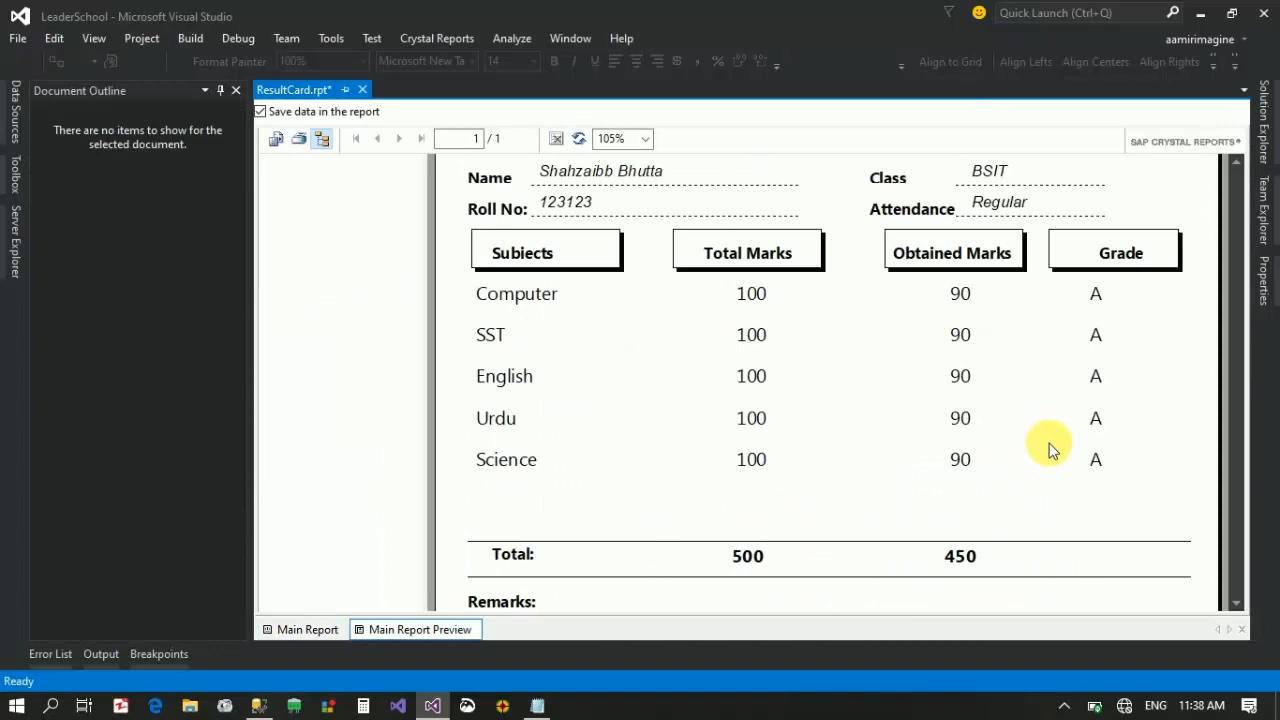 LeaderSchool - Microsoft Visual Studio
Quick Launch (Ctrl+Q)
File Edit View Project Build Debug Team Tools Test Crystal Reports Analyze Window Help
aamirimagine
Format Painter 100% Microsoft New Ta 14 B I U S , % Align to Grid Align Lefts Align Centers Align Rights
Document Outline
ResultCard.rpt*
Save data in the report
There are no items to show for the
selected document.
1 / 1 105%
SAP CRYSTAL REPORTS®
Data Sources
Toolbox
Server Explorer
Solution Explorer
Team Explorer
Properties
Name Shahzaibb Bhutta Class BSIT
Roll No: 123123 Attendance Regular
Subiects Total Marks Obtained Marks Grade
Computer 100 90 A
SST 100 90 A
English 100 90 A
Urdu 100 90 A
Science 100 90 A
Total: 500 450
Remarks:
Main Report Main Report Preview
Error List Output Breakpoints
Ready
ENG 11:38 AM